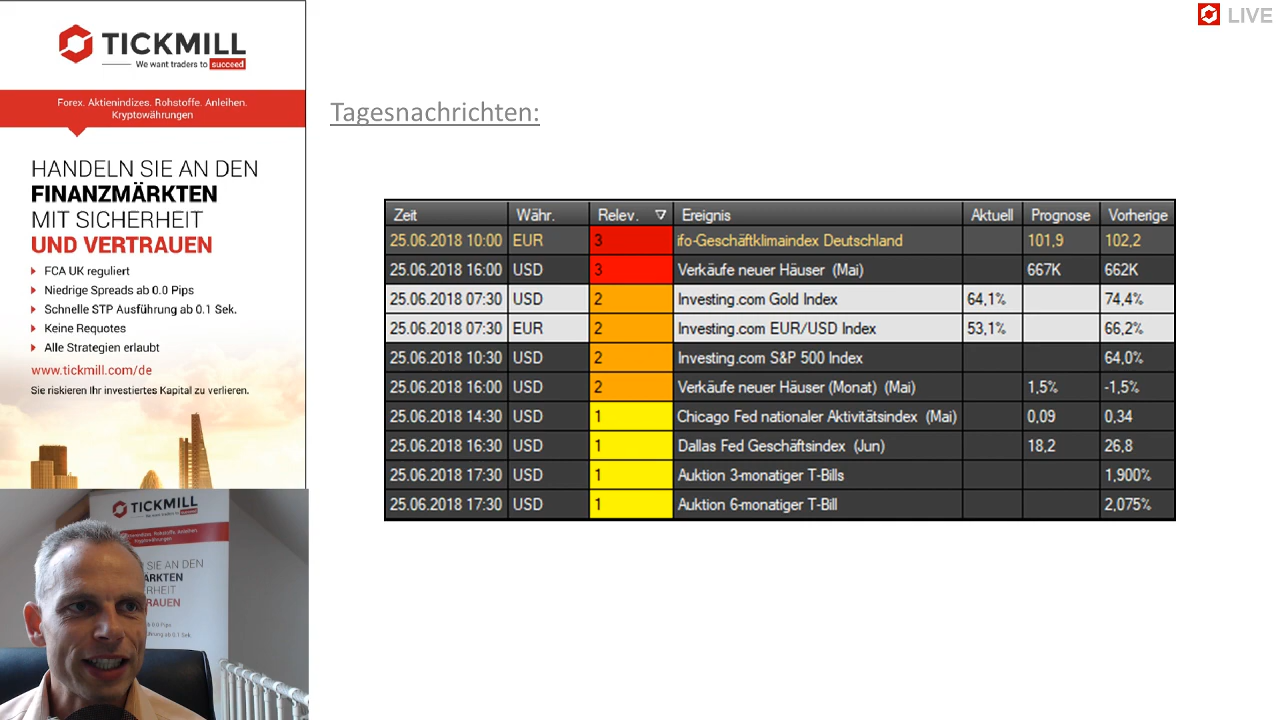 TICKMILL
We want traders to succeed
Forex. Aktienindizes. Rohstoffe. Anleihen.
Kryptowährungen
HANDELN SIE AN DEN
FINANZMÄRKTEN
MIT SICHERHEIT
UND VERTRAUEN
FCA UK reguliert
Niedrige Spreads ab 0.0 Pips
Schnelle STP Ausführung ab 0.1 Sek.
Keine Requotes
Alle Strategien erlaubt
www.tickmill.com/de
Sie riskieren Ihr investiertes Kapital zu verlieren.
LIVE
Tagesnachrichten:
Zeit Währ. Relev. Ereignis Aktuell Prognose Vorherige
25.06.2018 10:00 EUR 3 ifo-Geschäftklimaindex Deutschland 101,9 102,2
25.06.2018 16:00 USD 3 Verkäufe neuer Häuser (Mai) 667K 662K
25.06.2018 07:30 USD 2 Investing.com Gold Index 64,1% 74,4%
25.06.2018 07:30 EUR 2 Investing.com EUR/USD Index 53,1% 66,2%
25.06.2018 10:30 USD 2 Investing.com S&P 500 Index 64,0%
25.06.2018 16:00 USD 2 Verkäufe neuer Häuser (Monat) (Mai) 1,5% -1,5%
25.06.2018 14:30 USD 1 Chicago Fed nationaler Aktivitätsindex (Mai) 0,09 0,34
25.06.2018 16:30 USD 1 Dallas Fed Geschäftsindex (Jun) 18,2 26,8
25.06.2018 17:30 USD 1 Auktion 3-monatiger T-Bills 1,900%
25.06.2018 17:30 USD 1 Auktion 6-monatiger T-Bill 2,075%
TICKMILL
We want traders to succeed
SIE AN DEN
MÄRKTEN
RHEIT
RAUEN